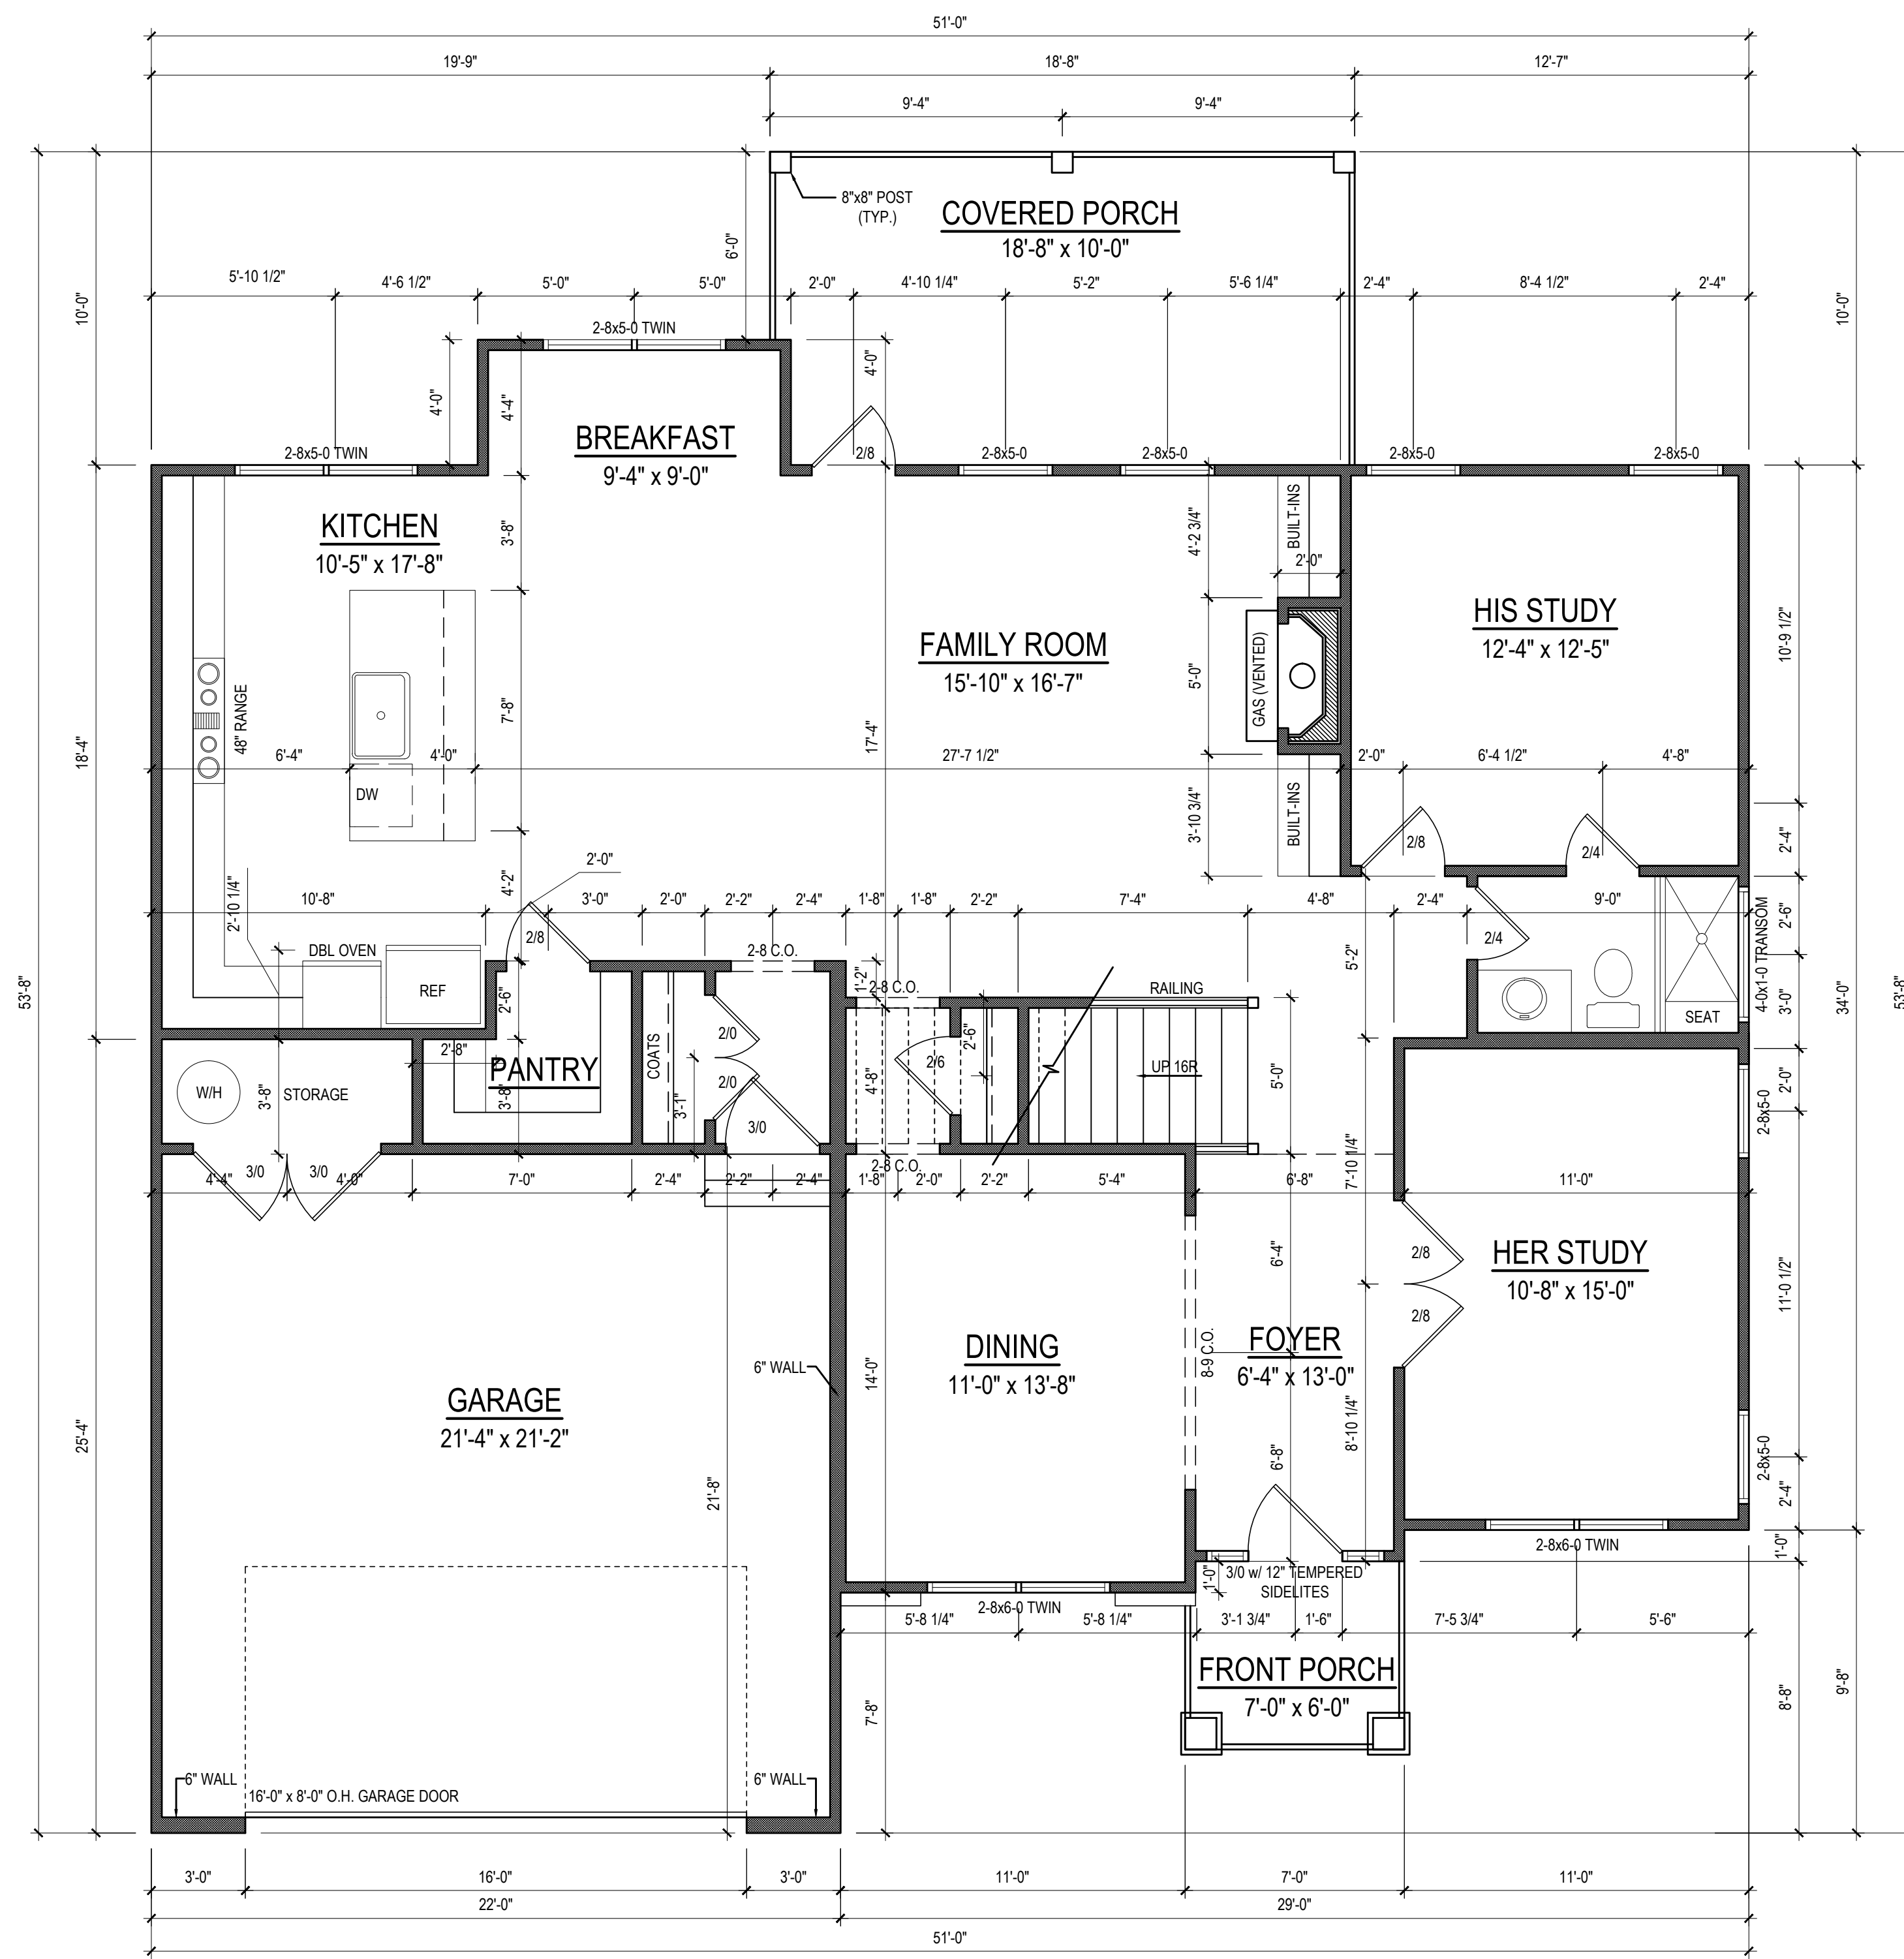 51'-0"
19'-9" 18'-8" 12'-7"
9'-4" 9'-4"
8"x8" POST
(TYP.)
COVERED PORCH
18'-8" x 10'-0"
6'-0"
10'-0"
10'-0"
5'-10 1/2" 4'-6 1/2" 5'-0" 5'-0" 2'-0" 4'-10 1/4" 5'-2" 5'-6 1/4" 2'-4" 8'-4 1/2" 2'-4"
2-8x5-0 TWIN
4'-0"
4'-4"
4'-0"
BREAKFAST
9'-4" x 9'-0"
2-8x5-0 TWIN
2/8
2-8x5-0
2-8x5-0
2-8x5-0
2-8x5-0
KITCHEN
10'-5" x 17'-8"
3'-8"
4'-2 3/4"
BUILT-INS
2'-0"
HIS STUDY
12'-4" x 12'-5"
10'-9 1/2"
FAMILY ROOM
15'-10" x 16'-7"
5'-0"
GAS (VENTED)
48" RANGE
7'-8"
17'-4"
18'-4"
6'-4" 4'-0" 27'-7 1/2" 2'-0" 6'-4 1/2" 4'-8"
DW
3'-10 3/4"
BUILT-INS
2/8
2/4
2'-4"
2'-0"
4'-2"
2'-10 1/4"
10'-8" 3'-0" 2'-0" 2'-2" 2'-4" 1'-8" 1'-8" 2'-2" 7'-4" 4'-8" 2'-4" 9'-0"
2'-6"
2/8
2/4
4-0x1-0 TRANSOM
DBL OVEN
2-8 C.O.
5'-2"
53'-8"
34'-0"
53'-8"
REF
2'-6"
1'-2"
2-8 C.O.
RAILING
3'-0"
SEAT
2/0
2'-6"
2'-8"
COATS
PANTRY
W/H
3'-8"
STORAGE
3'-8"
2/0
3'-1"
4'-8"
2/6
UP 16R
5'-0"
2'-0"
2-8x5-0
3/0
7'-10 1/4"
2-8 C.O.
3/0 3/0
4'-4" 4'-0" 7'-0" 2'-4" 2'-2" 2'-4" 1'-8" 2'-0" 2'-2" 5'-4" 6'-8" 11'-0"
6'-4"
2/8
HER STUDY
10'-8" x 15'-0"
11'-0 1/2"
2/8
DINING
11'-0" x 13'-8"
8-9 C.O.
FOYER
6'-4" x 13'-0"
6" WALL
14'-0"
GARAGE
21'-4" x 21'-2"
25'-4"
8'-10 1/4"
6'-8"
2-8x5-0
2'-4"
21'-8"
2-8x6-0 TWIN
1'-0"
1'-0"
3/0 w/ 12" TEMPERED
SIDELITES
2-8x6-0 TWIN
5'-8 1/4" 5'-8 1/4" 3'-1 3/4" 1'-6" 7'-5 3/4" 5'-6"
FRONT PORCH
7'-0" x 6'-0"
7'-8"
8'-8"
9'-8"
6" WALL
6" WALL
16'-0" x 8'-0" O.H. GARAGE DOOR
3'-0" 16'-0" 3'-0" 11'-0" 7'-0" 11'-0"
22'-0" 29'-0"
51'-0"